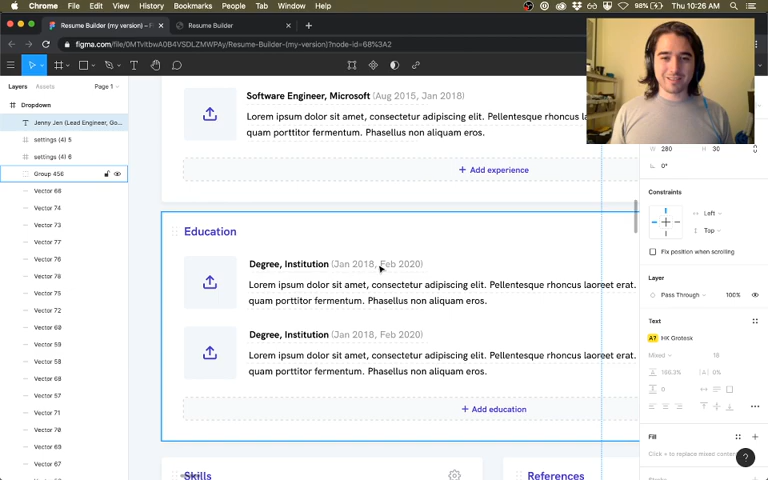 Chrome File Edit View History Bookmarks People Tab Window Help 98% Thu 10:26 AM
Resume Builder (my version) – F
Resume Builder
figma.com/file/0MTvItbwA0B4VSDLZMWPAy/Resume-Builder-(my-version)?node-id=68%3A2
Layers Assets Page 1
Dropdown
Jenny Jen (Lead Engineer, Go...
settings (4) 5
settings (4) 6
Group 456
Vector 66
Vector 74
Vector 73
Vector 77
Vector 76
Vector 78
Vector 75
Vector 72
Vector 60
Vector 59
Vector 58
Vector 68
Vector 57
Vector 71
Vector 70
Vector 69
Vector 67
Software Engineer, Microsoft (Aug 2015, Jan 2018)
Lorem ipsum dolor sit amet, consectetur adipiscing elit. Pellentesque rhoncus
quam porttitor fermentum. Phasellus non aliquam eros.
+ Add experience
Education
Degree, Institution (Jan 2018, Feb 2020)
Lorem ipsum dolor sit amet, consectetur adipiscing elit. Pellentesque rhoncus laoreet erat.
quam porttitor fermentum. Phasellus non aliquam eros.
Degree, Institution (Jan 2018, Feb 2020)
Lorem ipsum dolor sit amet, consectetur adipiscing elit. Pellentesque rhoncus laoreet erat.
quam porttitor fermentum. Phasellus non aliquam eros.
+ Add education
Skills
References
W 280 H 30
0°
Constraints
Left
Top
Fix position when scrolling
Layer
Pass Through 100%
Text
A7 HK Grotesk
Mixed 18
166.3% 0%
0
Fill
Click + to replace mixed conten
?